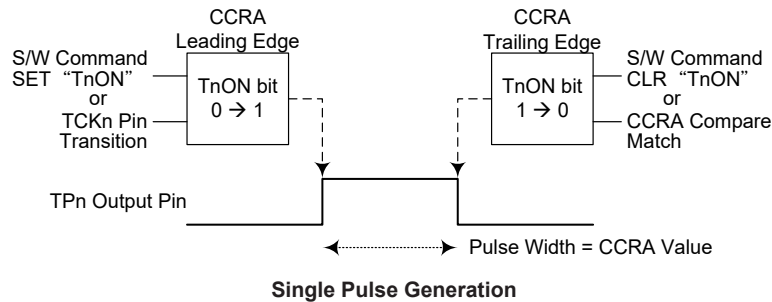 CCRA
Leading Edge
CCRA
Trailing Edge
S/W Command
SET “TnON”
or
TCKn Pin
Transition
TnON bit
0 → 1
TnON bit
1 → 0
S/W Command
CLR “TnON”
or
CCRA Compare
Match
TPn Output Pin
Pulse Width = CCRA Value
Single Pulse Generation